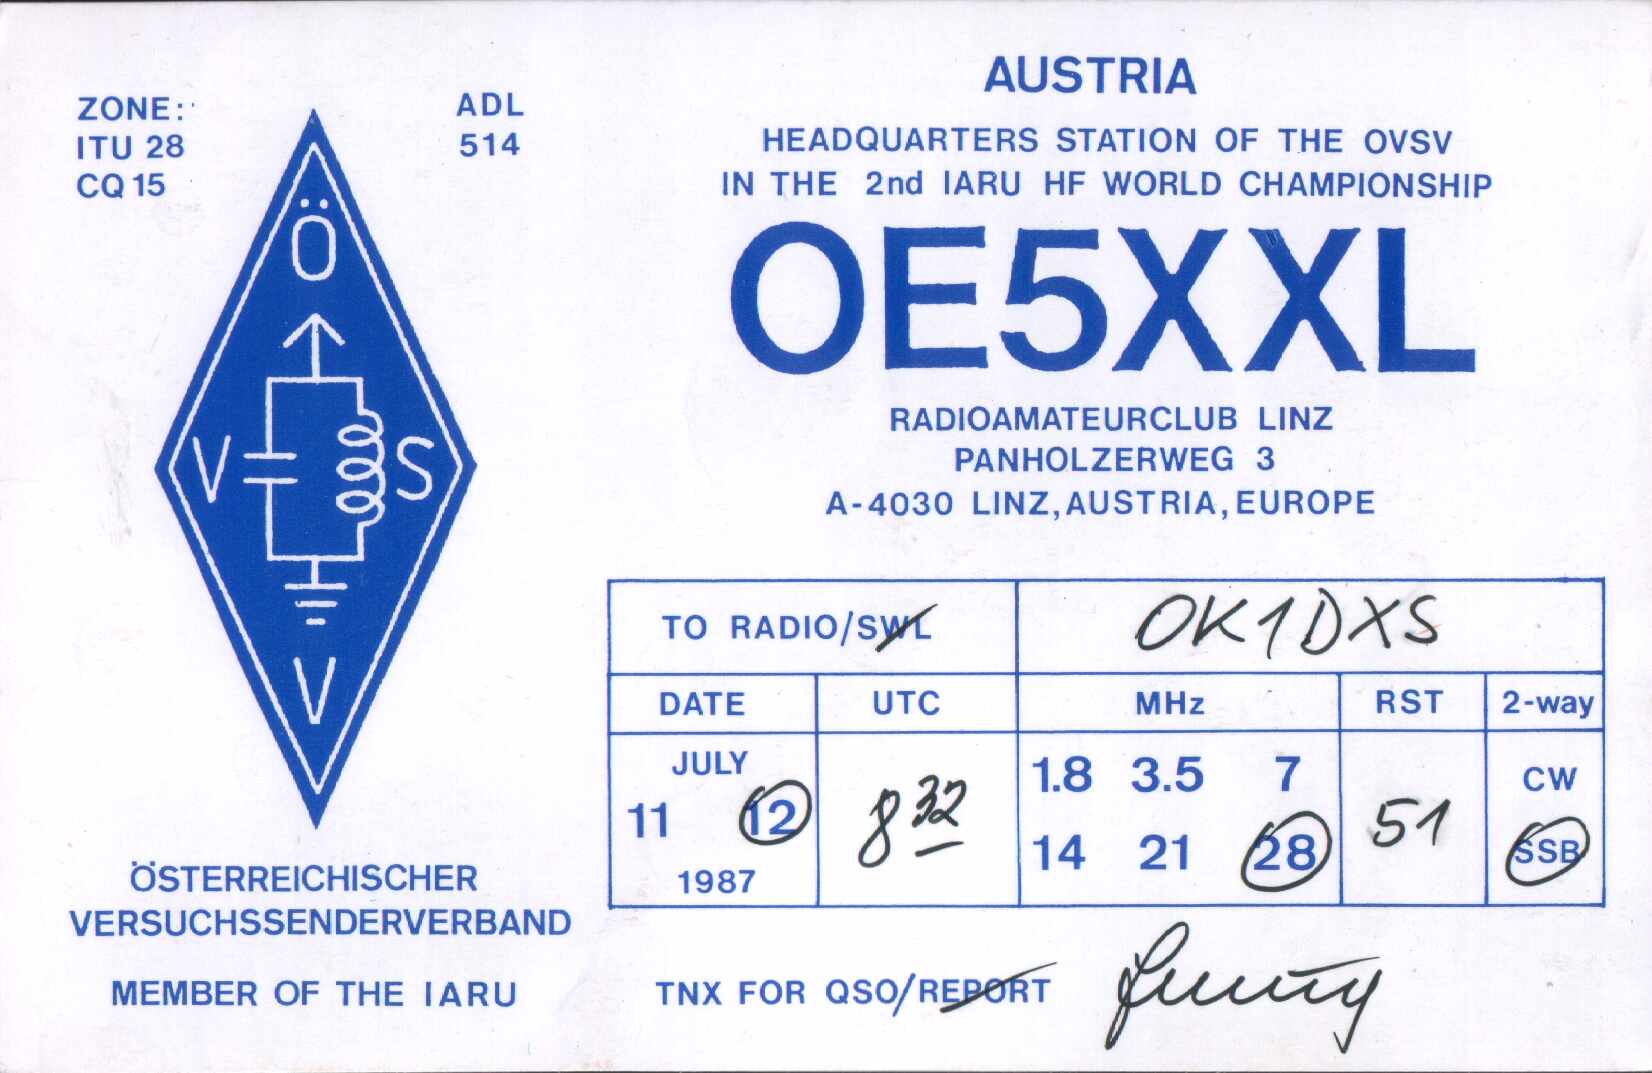 ZONE:
ITU 28
CQ 15
ADL
514
Ö
V S
V
ÖSTERREICHISCHER
VERSUCHSSENDERVERBAND
MEMBER OF THE IARU
AUSTRIA
HEADQUARTERS STATION OF THE OVSV
IN THE 2nd IARU HF WORLD CHAMPIONSHIP
OE5XXL
RADIOAMATEURCLUB LINZ
PANHOLZERWEG 3
A-4030 LINZ, AUSTRIA, EUROPE
TO RADIO/SWL OK1DXS
DATE UTC MHz RST 2-way
JULY
11 12
1987
8 32
1.8 3.5 7
14 21 28
51
CW
SSB
TNX FOR QSO/REPORT